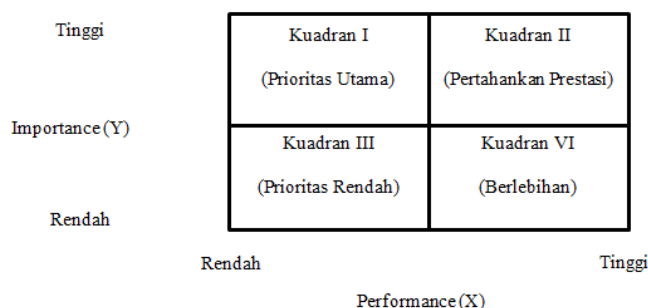 Tinggi
Kuadran I
Kuadran II
(Prioritas Utama)
(Pertahankan Prestasi)
Importance (Y)
Kuadran III
Kuadran VI
(Prioritas Rendah)
(Berlebihan)
Rendah
Rendah
Tinggi
Performance (X)